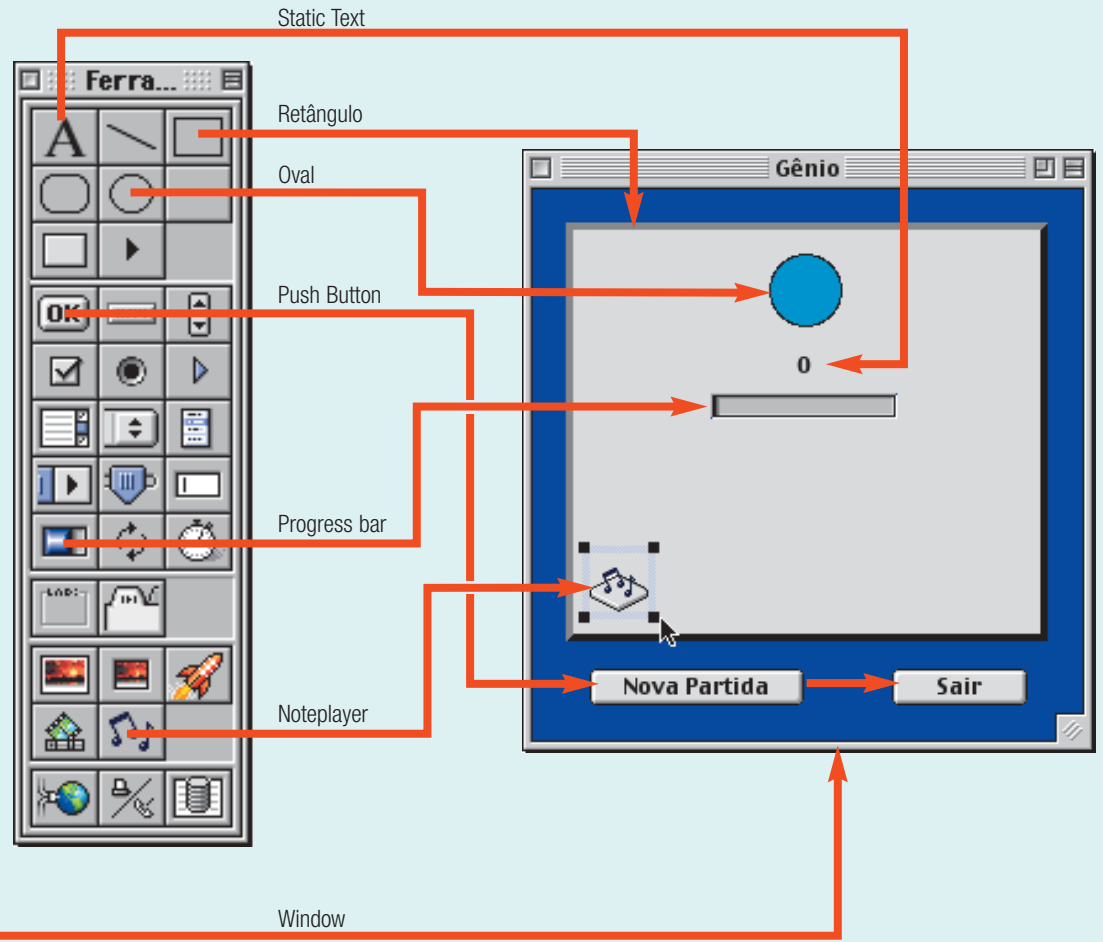 Static Text
Ferra...
Retângulo
A
Oval
Gênio
Push Button
OK
0
Progress bar
Noteplayer
Nova Partida
Sair
Window